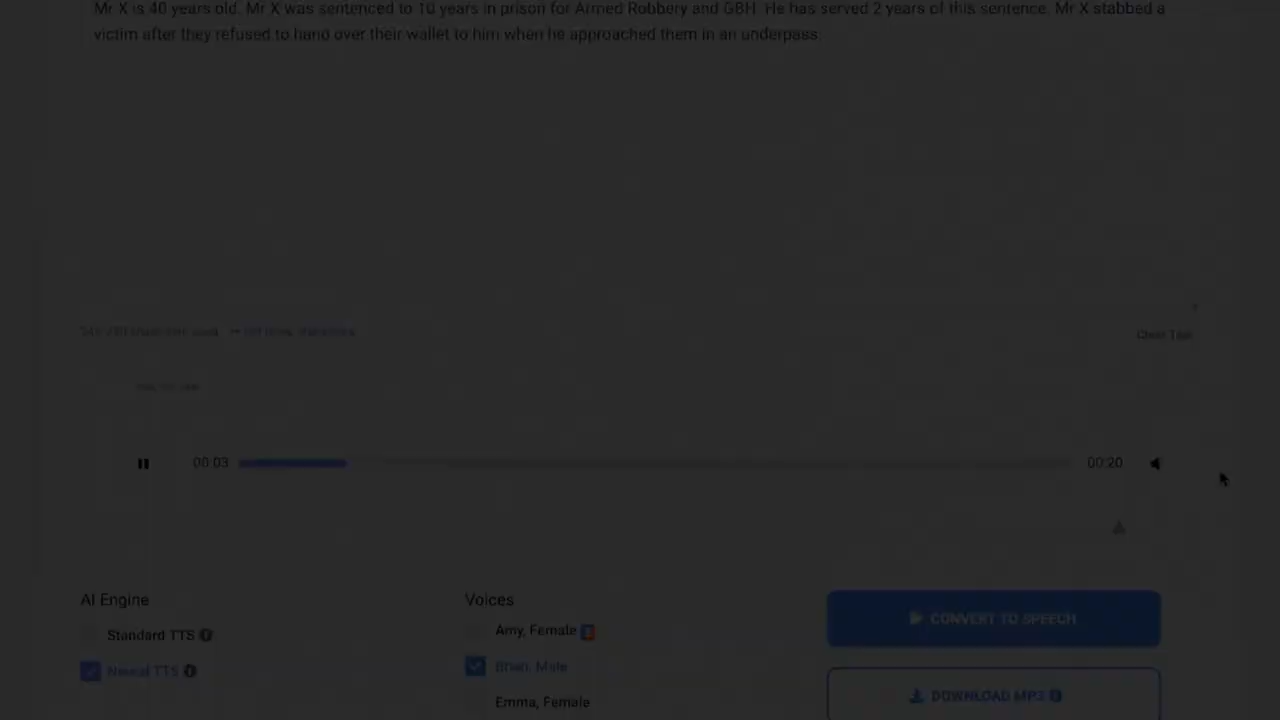 Mr X is 40 years old. Mr X was sentenced to 10 years in prison for Armed Robbery and GBH. He has served 2 years of this sentence. Mr X stabbed a
victim after they refused to hand over their wallet to him when he approached them in an underpass.
Clear Text
00:03
00:20
AI Engine
Voices
Standard TTS
Amy, Female
CONVERT TO SPEECH
Neural TTS
Brian, Male
Emma, Female
DOWNLOAD MP3